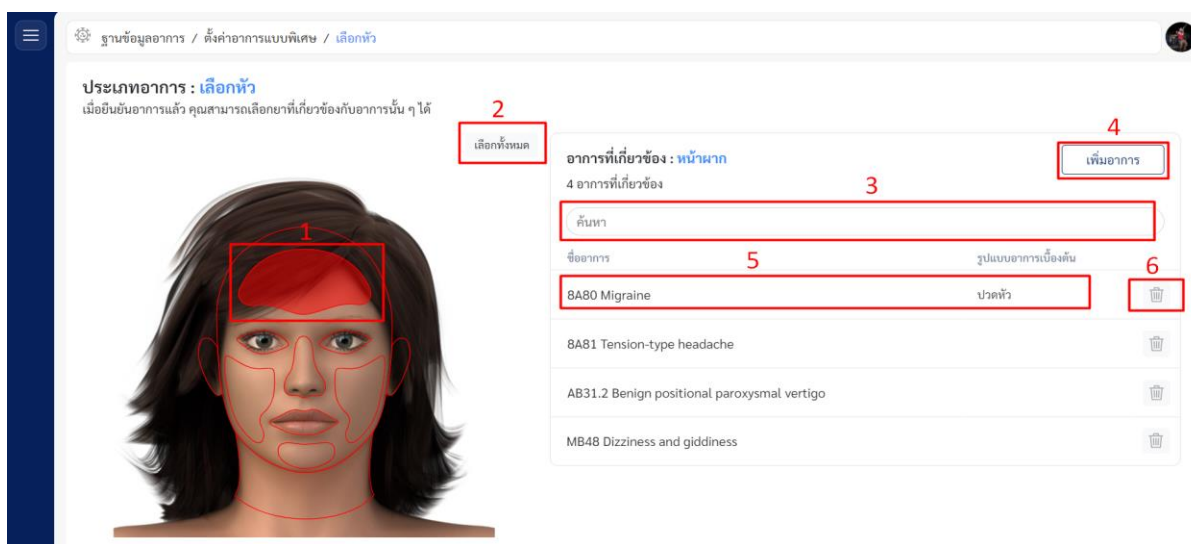 ฐานข้อมูลอาการ / ตั้งค่าอาการแบบพิเศษ / เลือกหัว
ประเภทอาการ : เลือกหัว
เมื่อยืนยันอาการแล้ว คุณสามารถเลือกยาที่เกี่ยวข้องกับอาการนั้น ๆ ได้
2
เลือกทั้งหมด
4
อาการที่เกี่ยวข้อง : หน้าผาก
เพิ่มอาการ
4 อาการที่เกี่ยวข้อง
3
ค้นหา
1
ชื่ออาการ
5
รูปแบบอาการเบื้องต้น
6
8A80 Migraine
ปวดหัว
8A81 Tension-type headache
AB31.2 Benign positional paroxysmal vertigo
MB48 Dizziness and giddiness